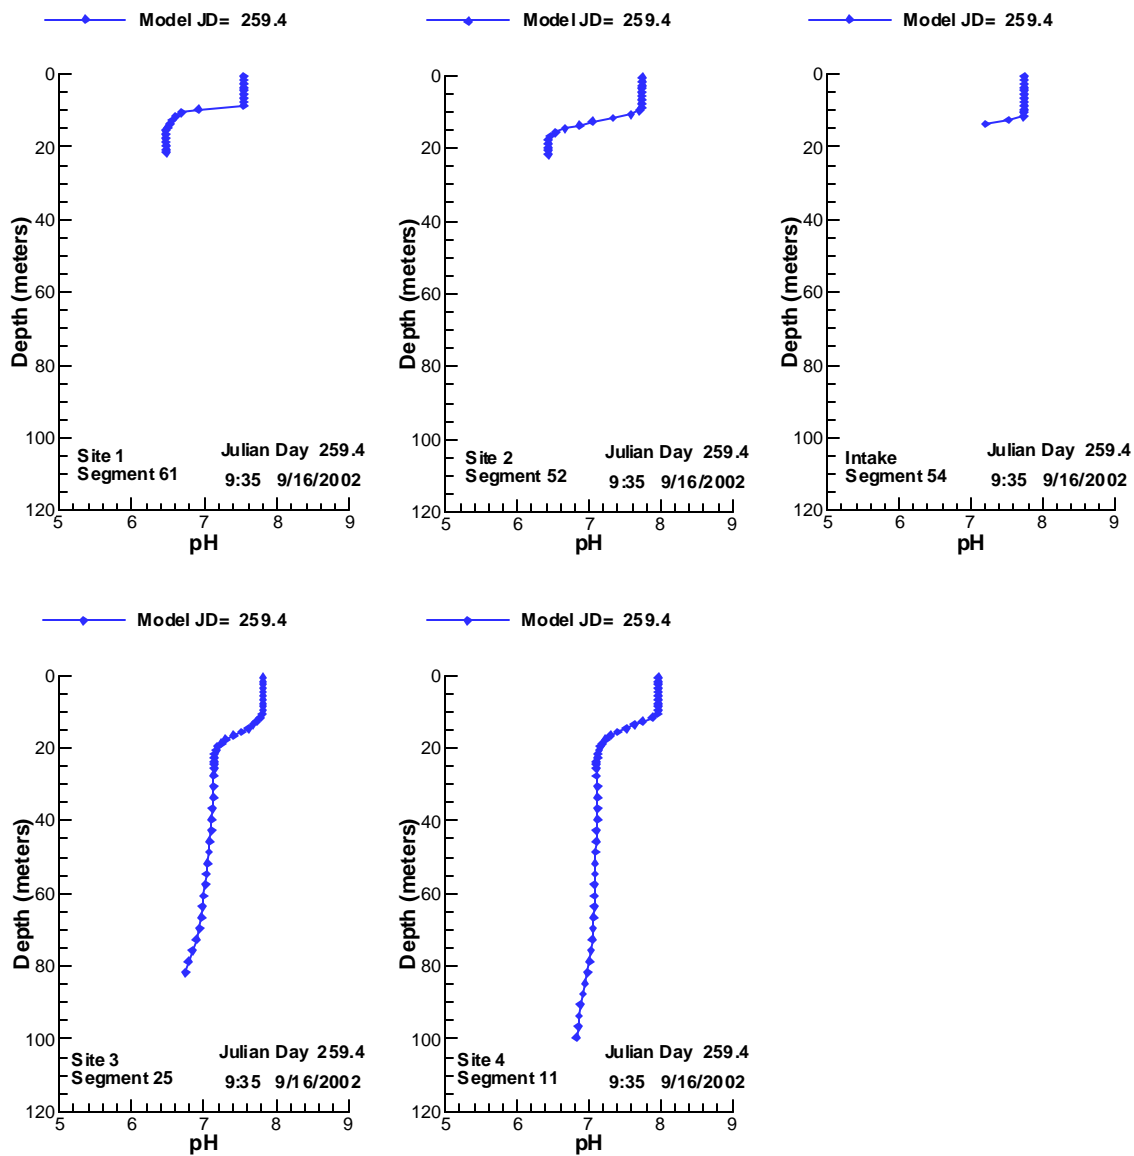 Model JD= 259.4
Model JD= 259.4
Model JD= 259.4
0
20
40
60
80
100
120
Depth (meters)
Site 1
Segment 61
Julian Day 259.4
9:35 9/16/2002
5 6 7 8 9
pH
0
20
40
60
80
100
120
Depth (meters)
Site 2
Segment 52
Julian Day 259.4
9:35 9/16/2002
5 6 7 8 9
pH
0
20
40
60
80
100
120
Depth (meters)
Intake
Segment 54
Julian Day 259.4
9:35 9/16/2002
5 6 7 8 9
pH
Model JD= 259.4
Model JD= 259.4
0
20
40
60
80
100
120
Depth (meters)
Site 3
Segment 25
Julian Day 259.4
9:35 9/16/2002
5 6 7 8 9
pH
0
20
40
60
80
100
120
Depth (meters)
Site 4
Segment 11
Julian Day 259.4
9:35 9/16/2002
5 6 7 8 9
pH